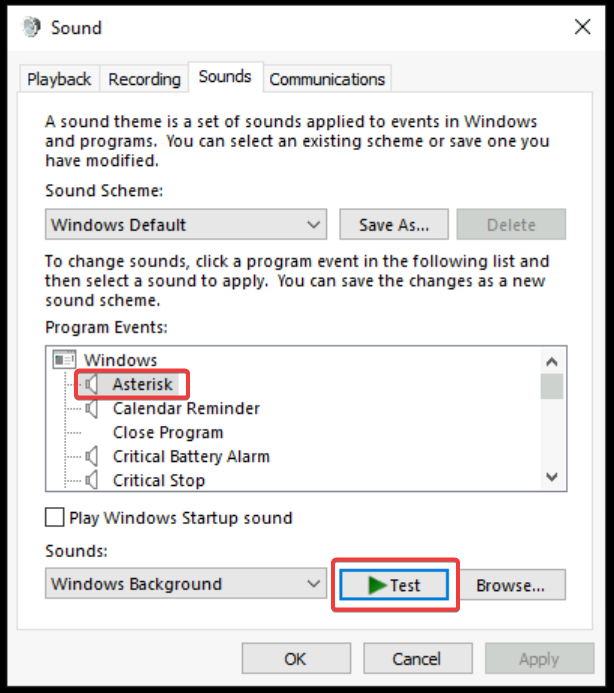 Sound
Playback Recording Sounds Communications
A sound theme is a set of sounds applied to events in Windows
and programs. You can select an existing scheme or save one you
have modified.
Sound Scheme:
Windows Default Save As... Delete
To change sounds, click a program event in the following list and
then select a sound to apply. You can save the changes as a new
sound scheme.
Program Events:
Windows
Asterisk
Calendar Reminder
Close Program
Critical Battery Alarm
Critical Stop
Play Windows Startup sound
Sounds:
Windows Background Test Browse...
OK Cancel Apply